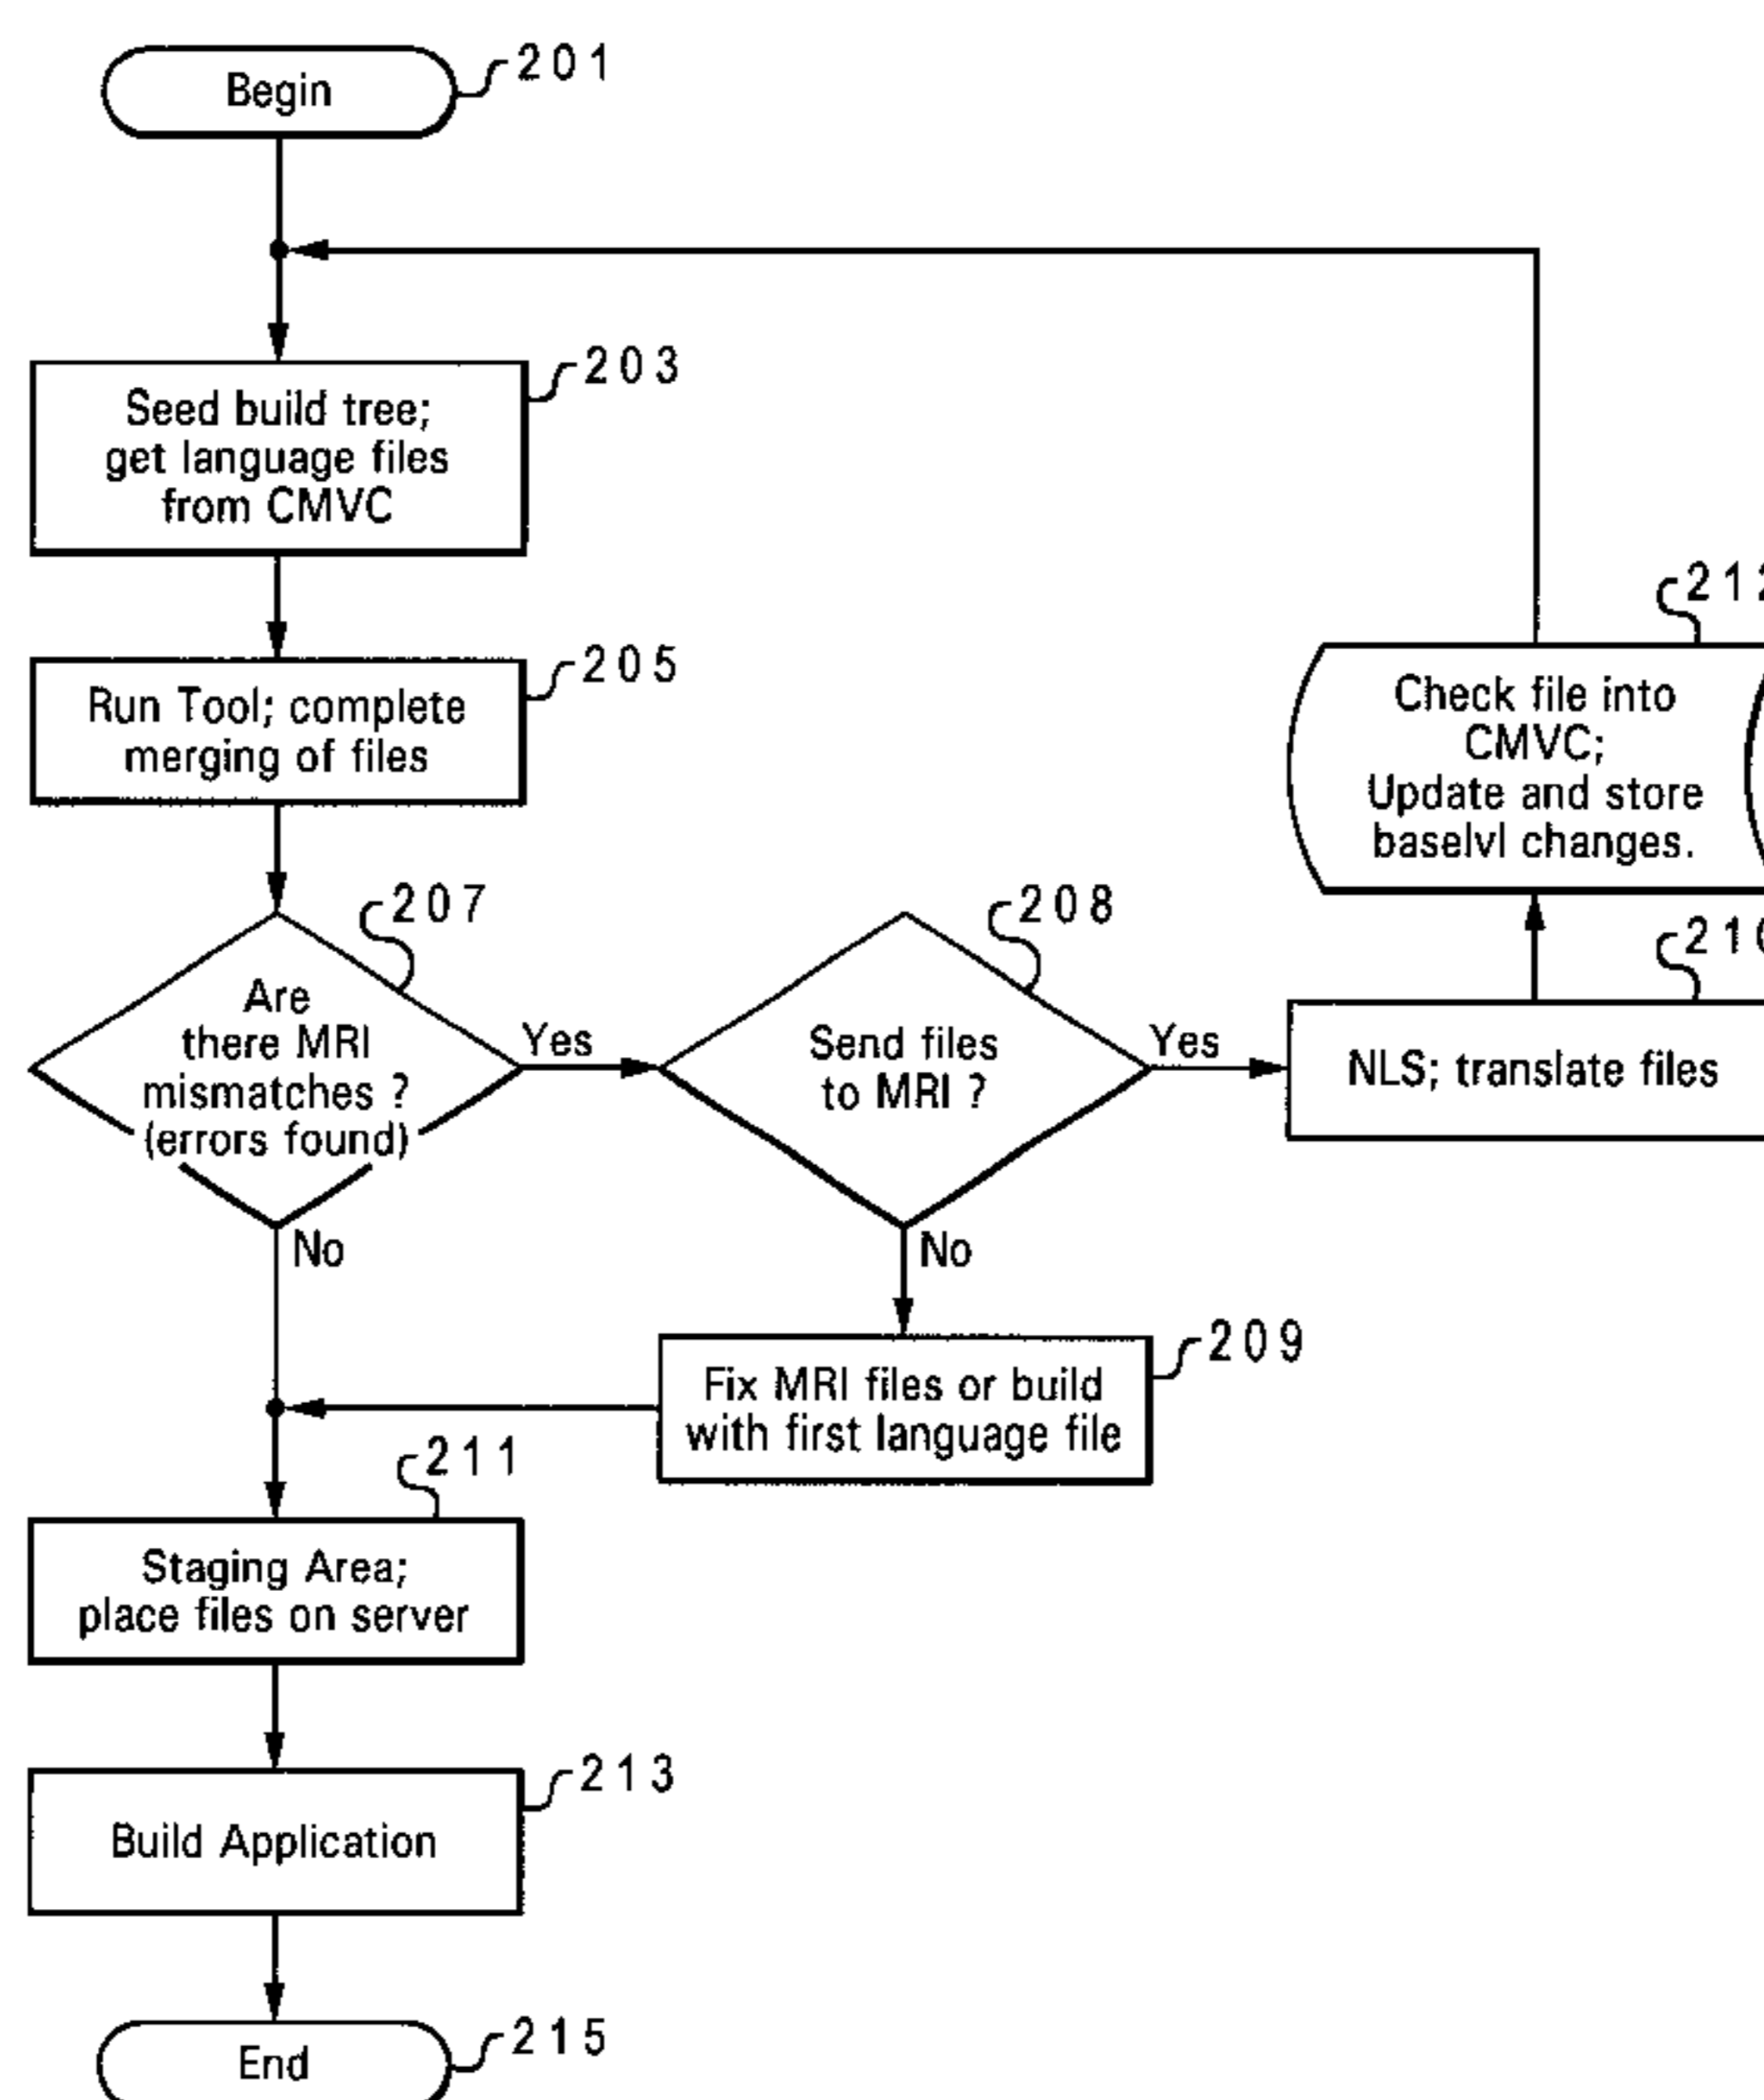 Begin
201
Seed build tree;
get language files
from CMVC
203
Run Tool; complete
merging of files
205
Are
there MRI
mismatches ?
(errors found)
207
Yes
No
Send files
to MRI ?
208
Yes
No
NLS; translate files
Check file into
CMVC;
Update and store
baselvl changes.
Fix MRI files or build
with first language file
209
Staging Area;
place files on server
211
Build Application
213
End
215